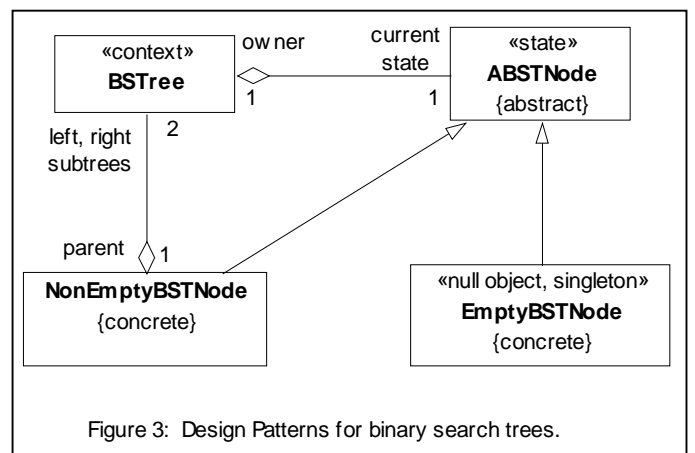 «context»
BSTree
owner
1
current
state
1
«state»
ABSTNode
{abstract}
2
left, right
subtrees
parent
1
NonEmptyBSTNode
{concrete}
«null object, singleton»
EmptyBSTNode
{concrete}
Figure 3: Design Patterns for binary search trees.